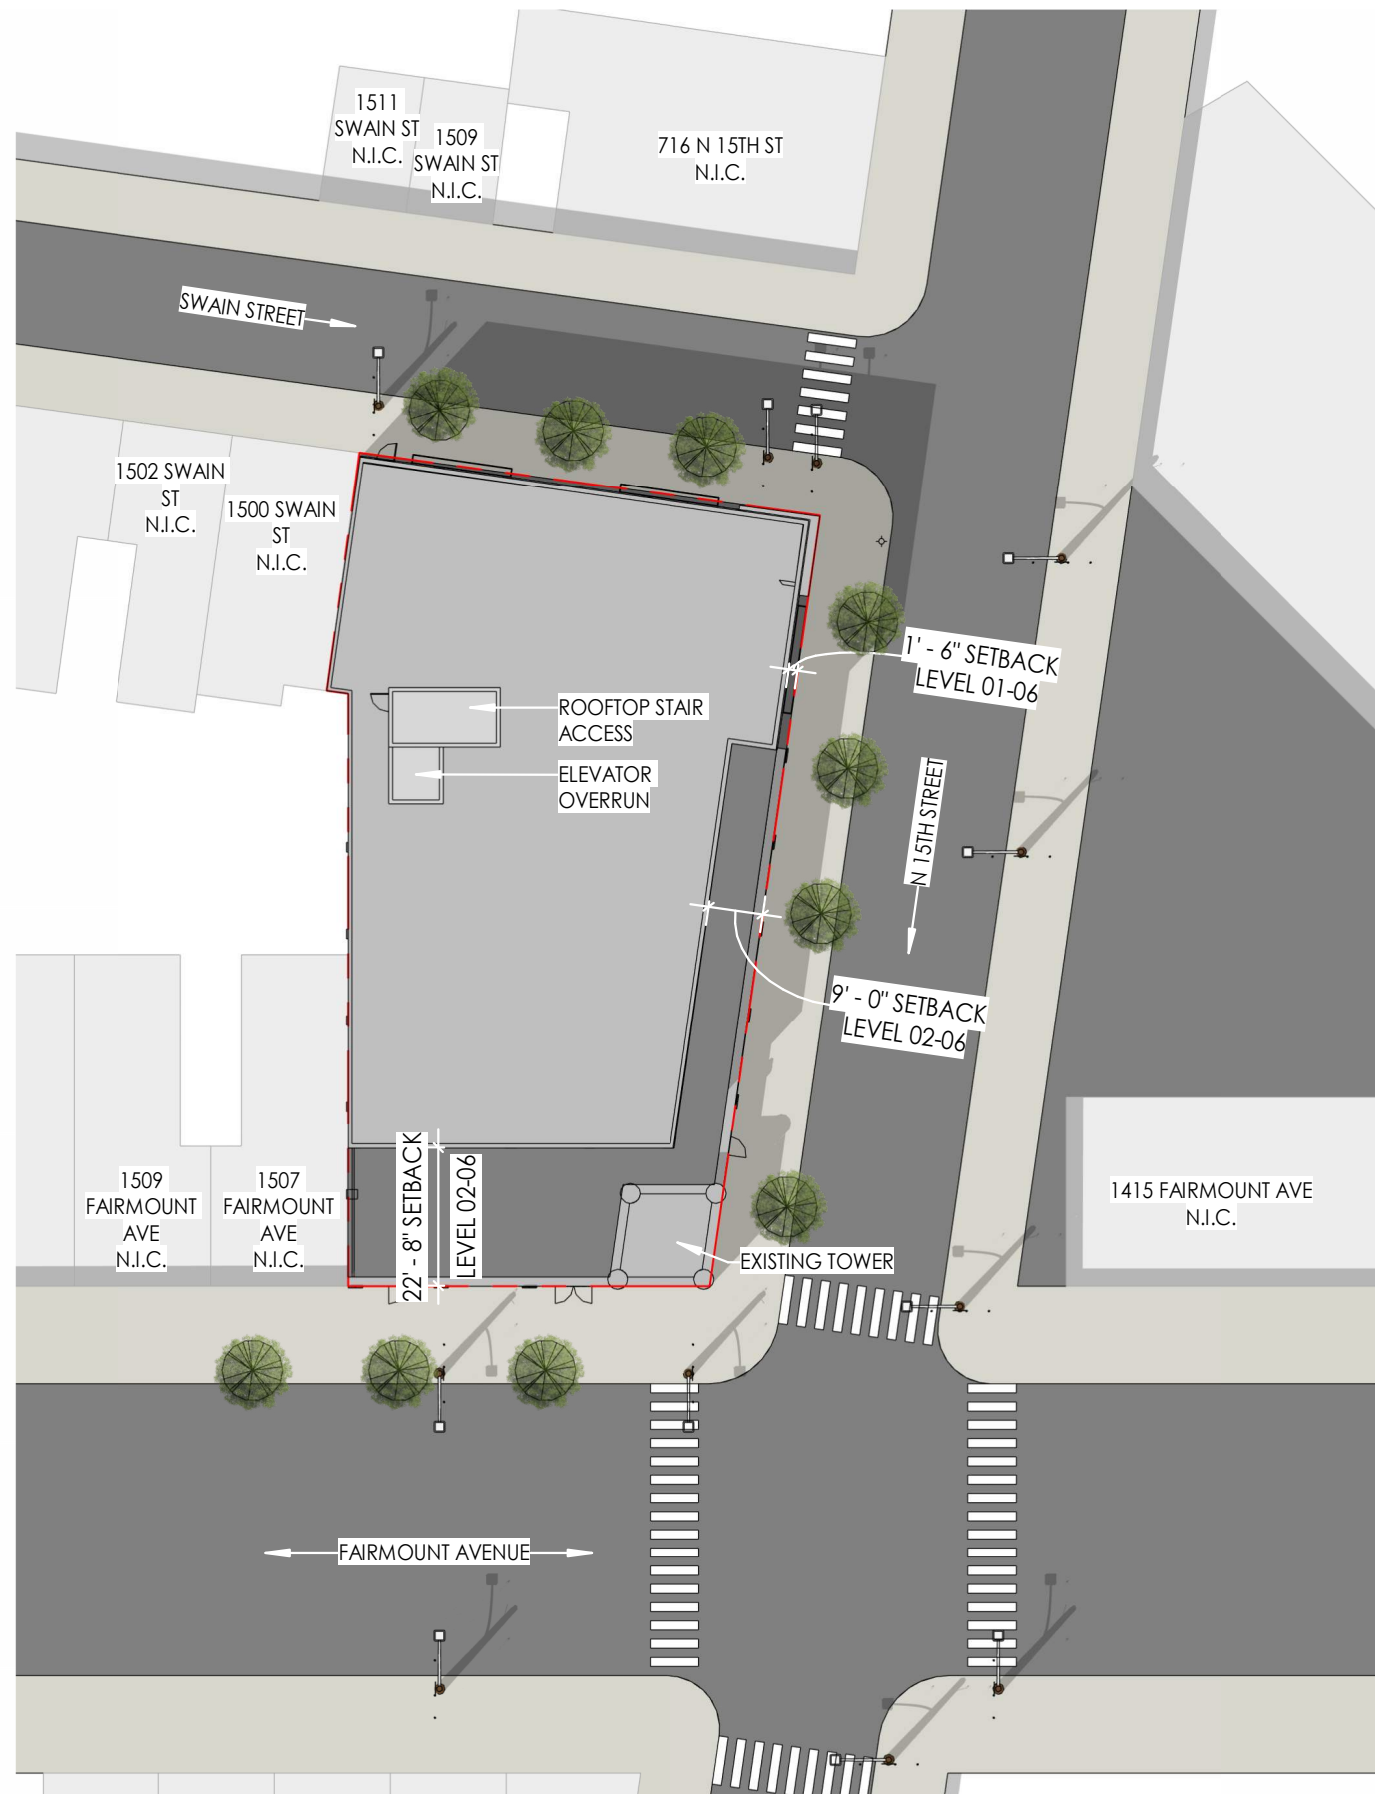 1511
SWAIN ST
N.I.C.
1509
SWAIN ST
N.I.C.
716 N 15TH ST
N.I.C.
SWAIN STREET
1502 SWAIN
ST
N.I.C.
1500 SWAIN
ST
N.I.C.
1' - 6" SETBACK
LEVEL 01-06
ROOFTOP STAIR
ACCESS
ELEVATOR
OVERRUN
N 15TH STREET
9' - 0" SETBACK
LEVEL 02-06
22' - 8" SETBACK
LEVEL 02-06
1509
FAIRMOUNT
AVE
N.I.C.
1507
FAIRMOUNT
AVE
N.I.C.
1415 FAIRMOUNT AVE
N.I.C.
EXISTING TOWER
FAIRMOUNT AVENUE